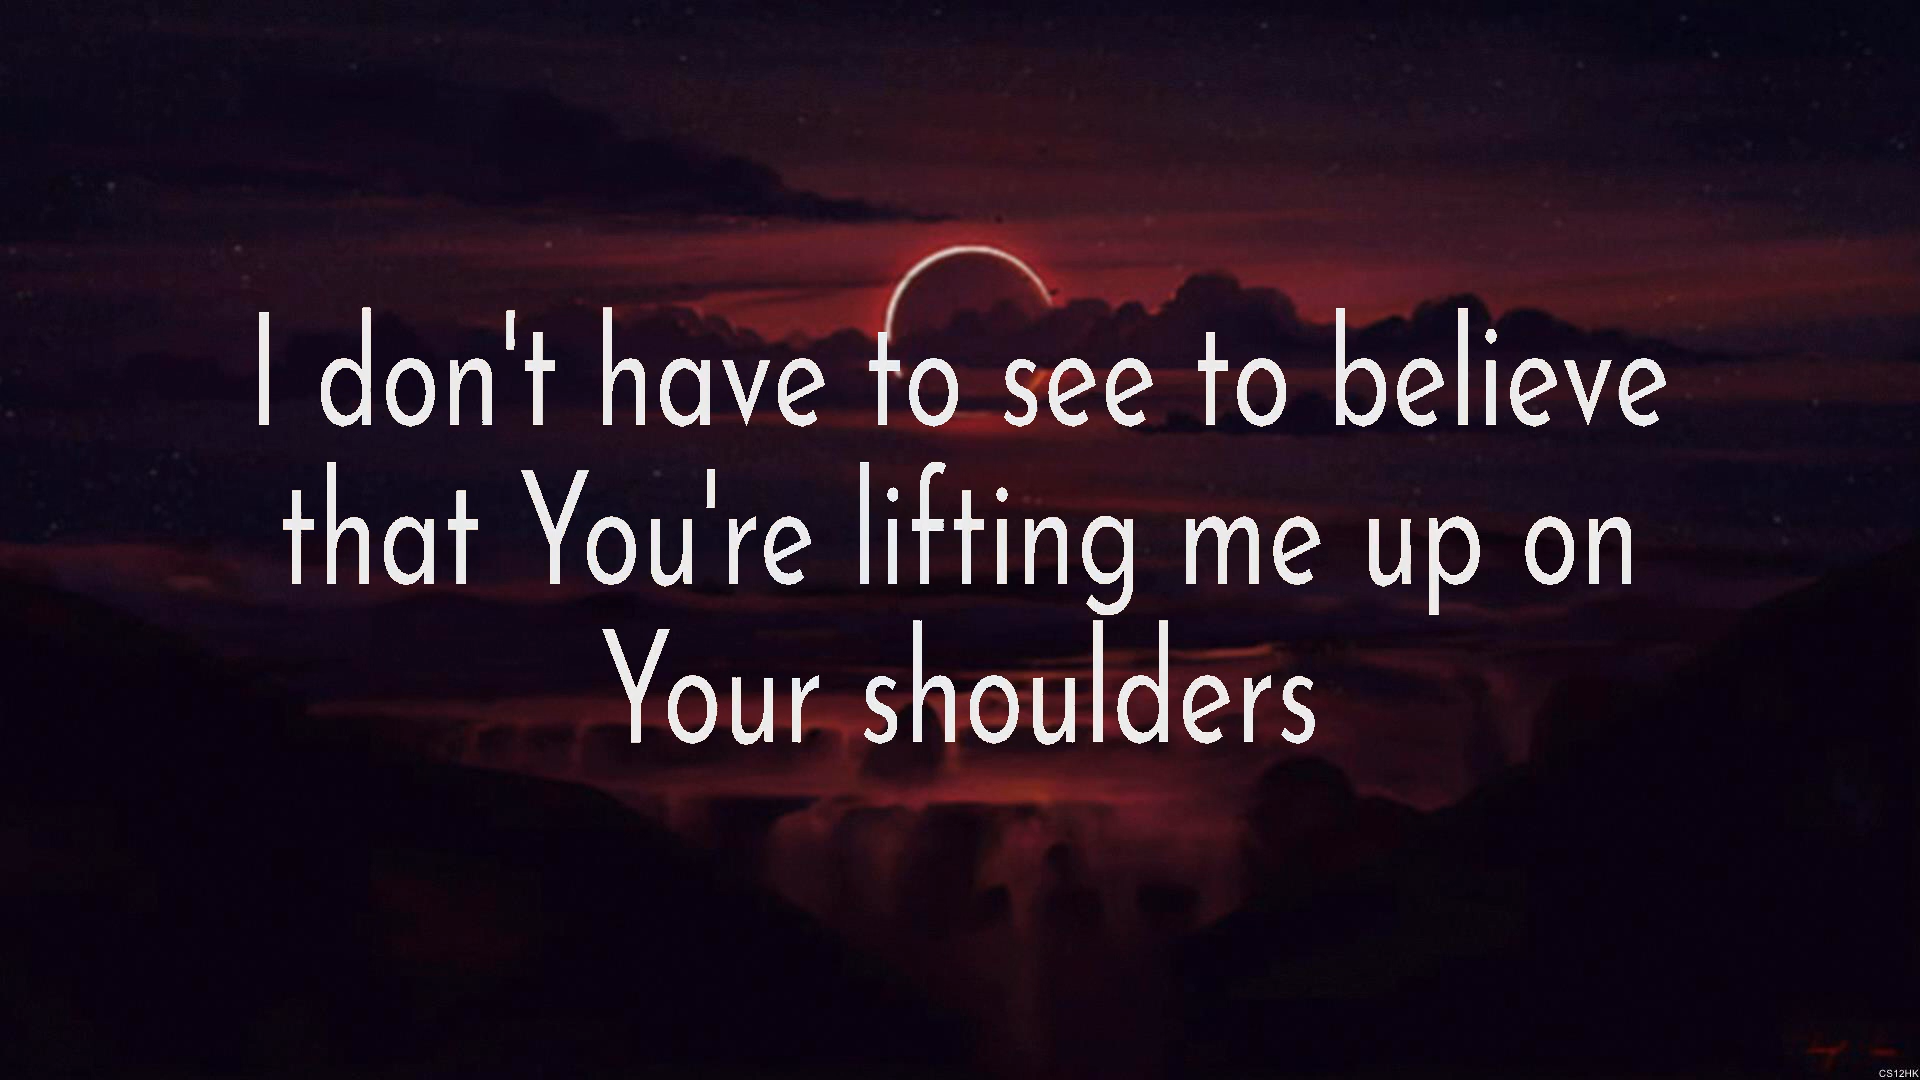 I don't have to see to believe
that You're lifting me up on
Your shoulders
CS12HK